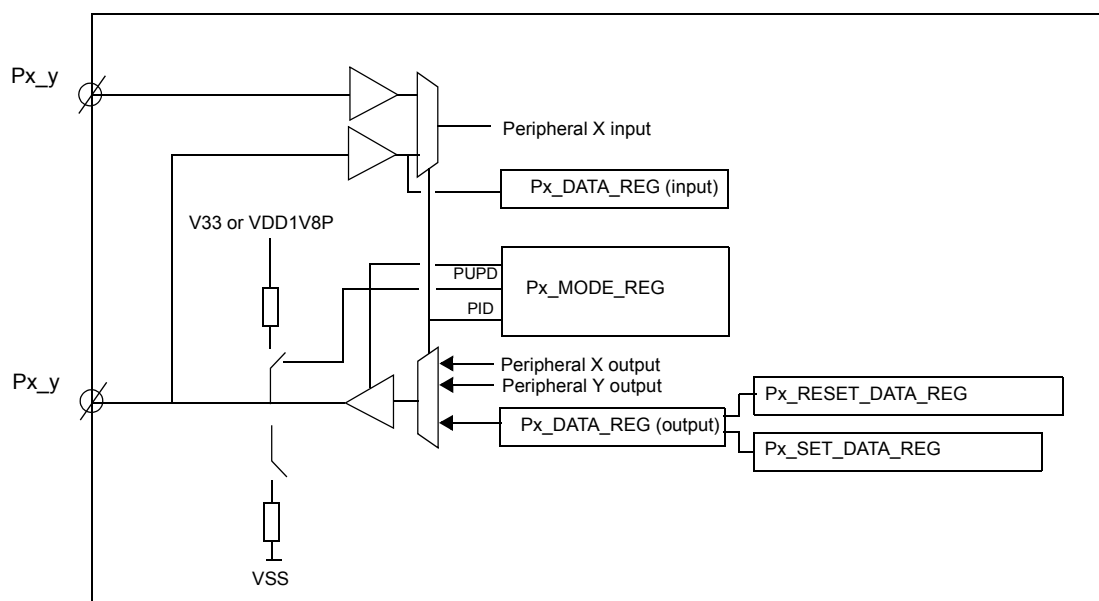 Px_y
Peripheral X input
Px_DATA_REG (input)
V33 or VDD1V8P
PUPD
Px_MODE_REG
PID
Peripheral X output
Px_y
Peripheral Y output
Px_RESET_DATA_REG
Px_DATA_REG (output)
Px_SET_DATA_REG
VSS